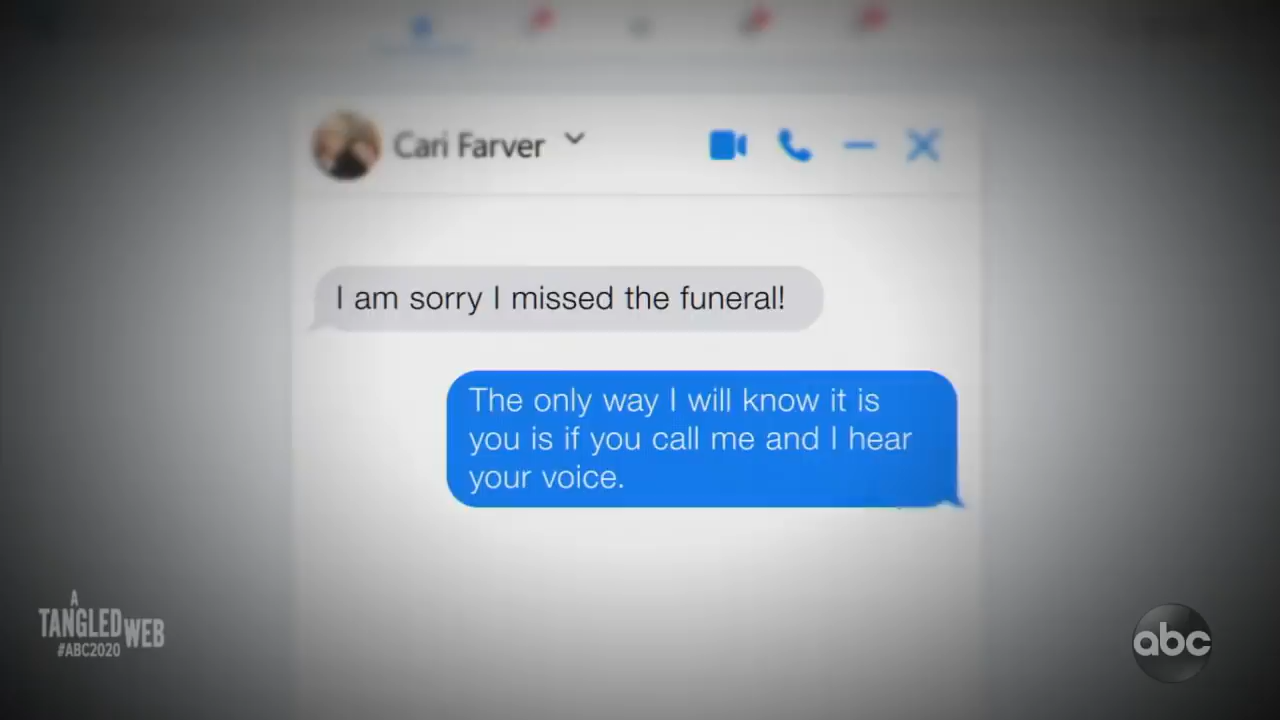 Cari Farver
I am sorry I missed the funeral!
The only way I will know it is
you is if you call me and I hear
your voice.
A
TANGLED WEB
#ABC2020
abc